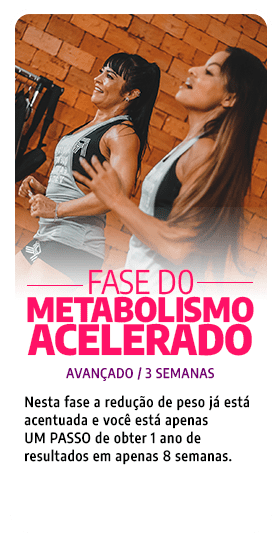 FASE DO
METABOLISMO
ACELERADO
AVANÇADO / 3 SEMANAS
Nesta fase a redução de peso já está
acentuada e você está apenas
UM PASSO de obter 1 ano de
resultados em apenas 8 semanas.